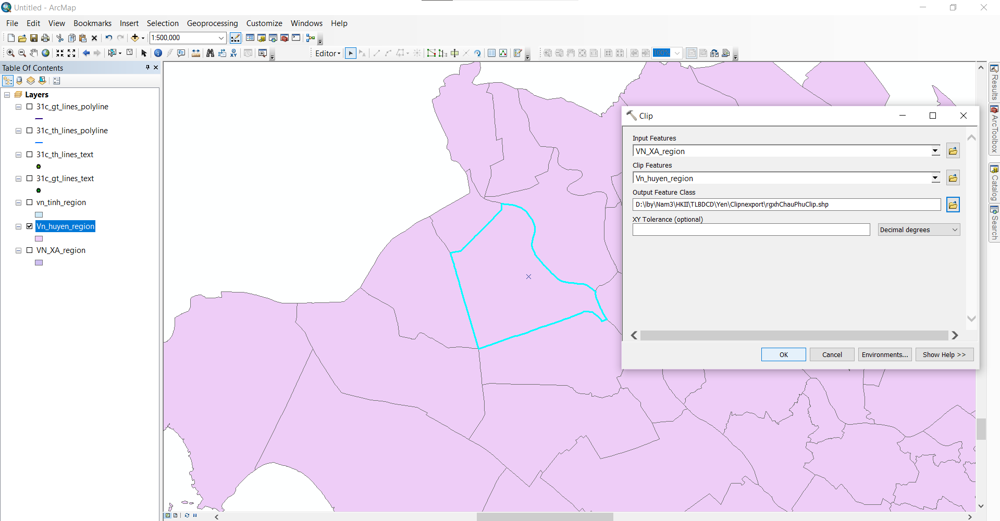 Untitled - ArcMap
File Edit View Bookmarks Insert Selection Geoprocessing Customize Windows Help
1:500,000
Editor
100%
Table Of Contents
Layers
31c_gt_lines_polyline
31c_th_lines_polyline
31c_th_lines_text
31c_gt_lines_text
vn_tinh_region
Vn_huyen_region
VN_XA_region
Clip
Input Features
VN_XA_region
Clip Features
Vn_huyen_region
Output Feature Class
D:\lby\Nam3\HKII\TLBDCD\Yen\Clipnexport\rgxhChauPhuClip.shp
XY Tolerance (optional)
Decimal degrees
OK Cancel Environments... Show Help >>
Results
ArcToolbox
Catalog
Search